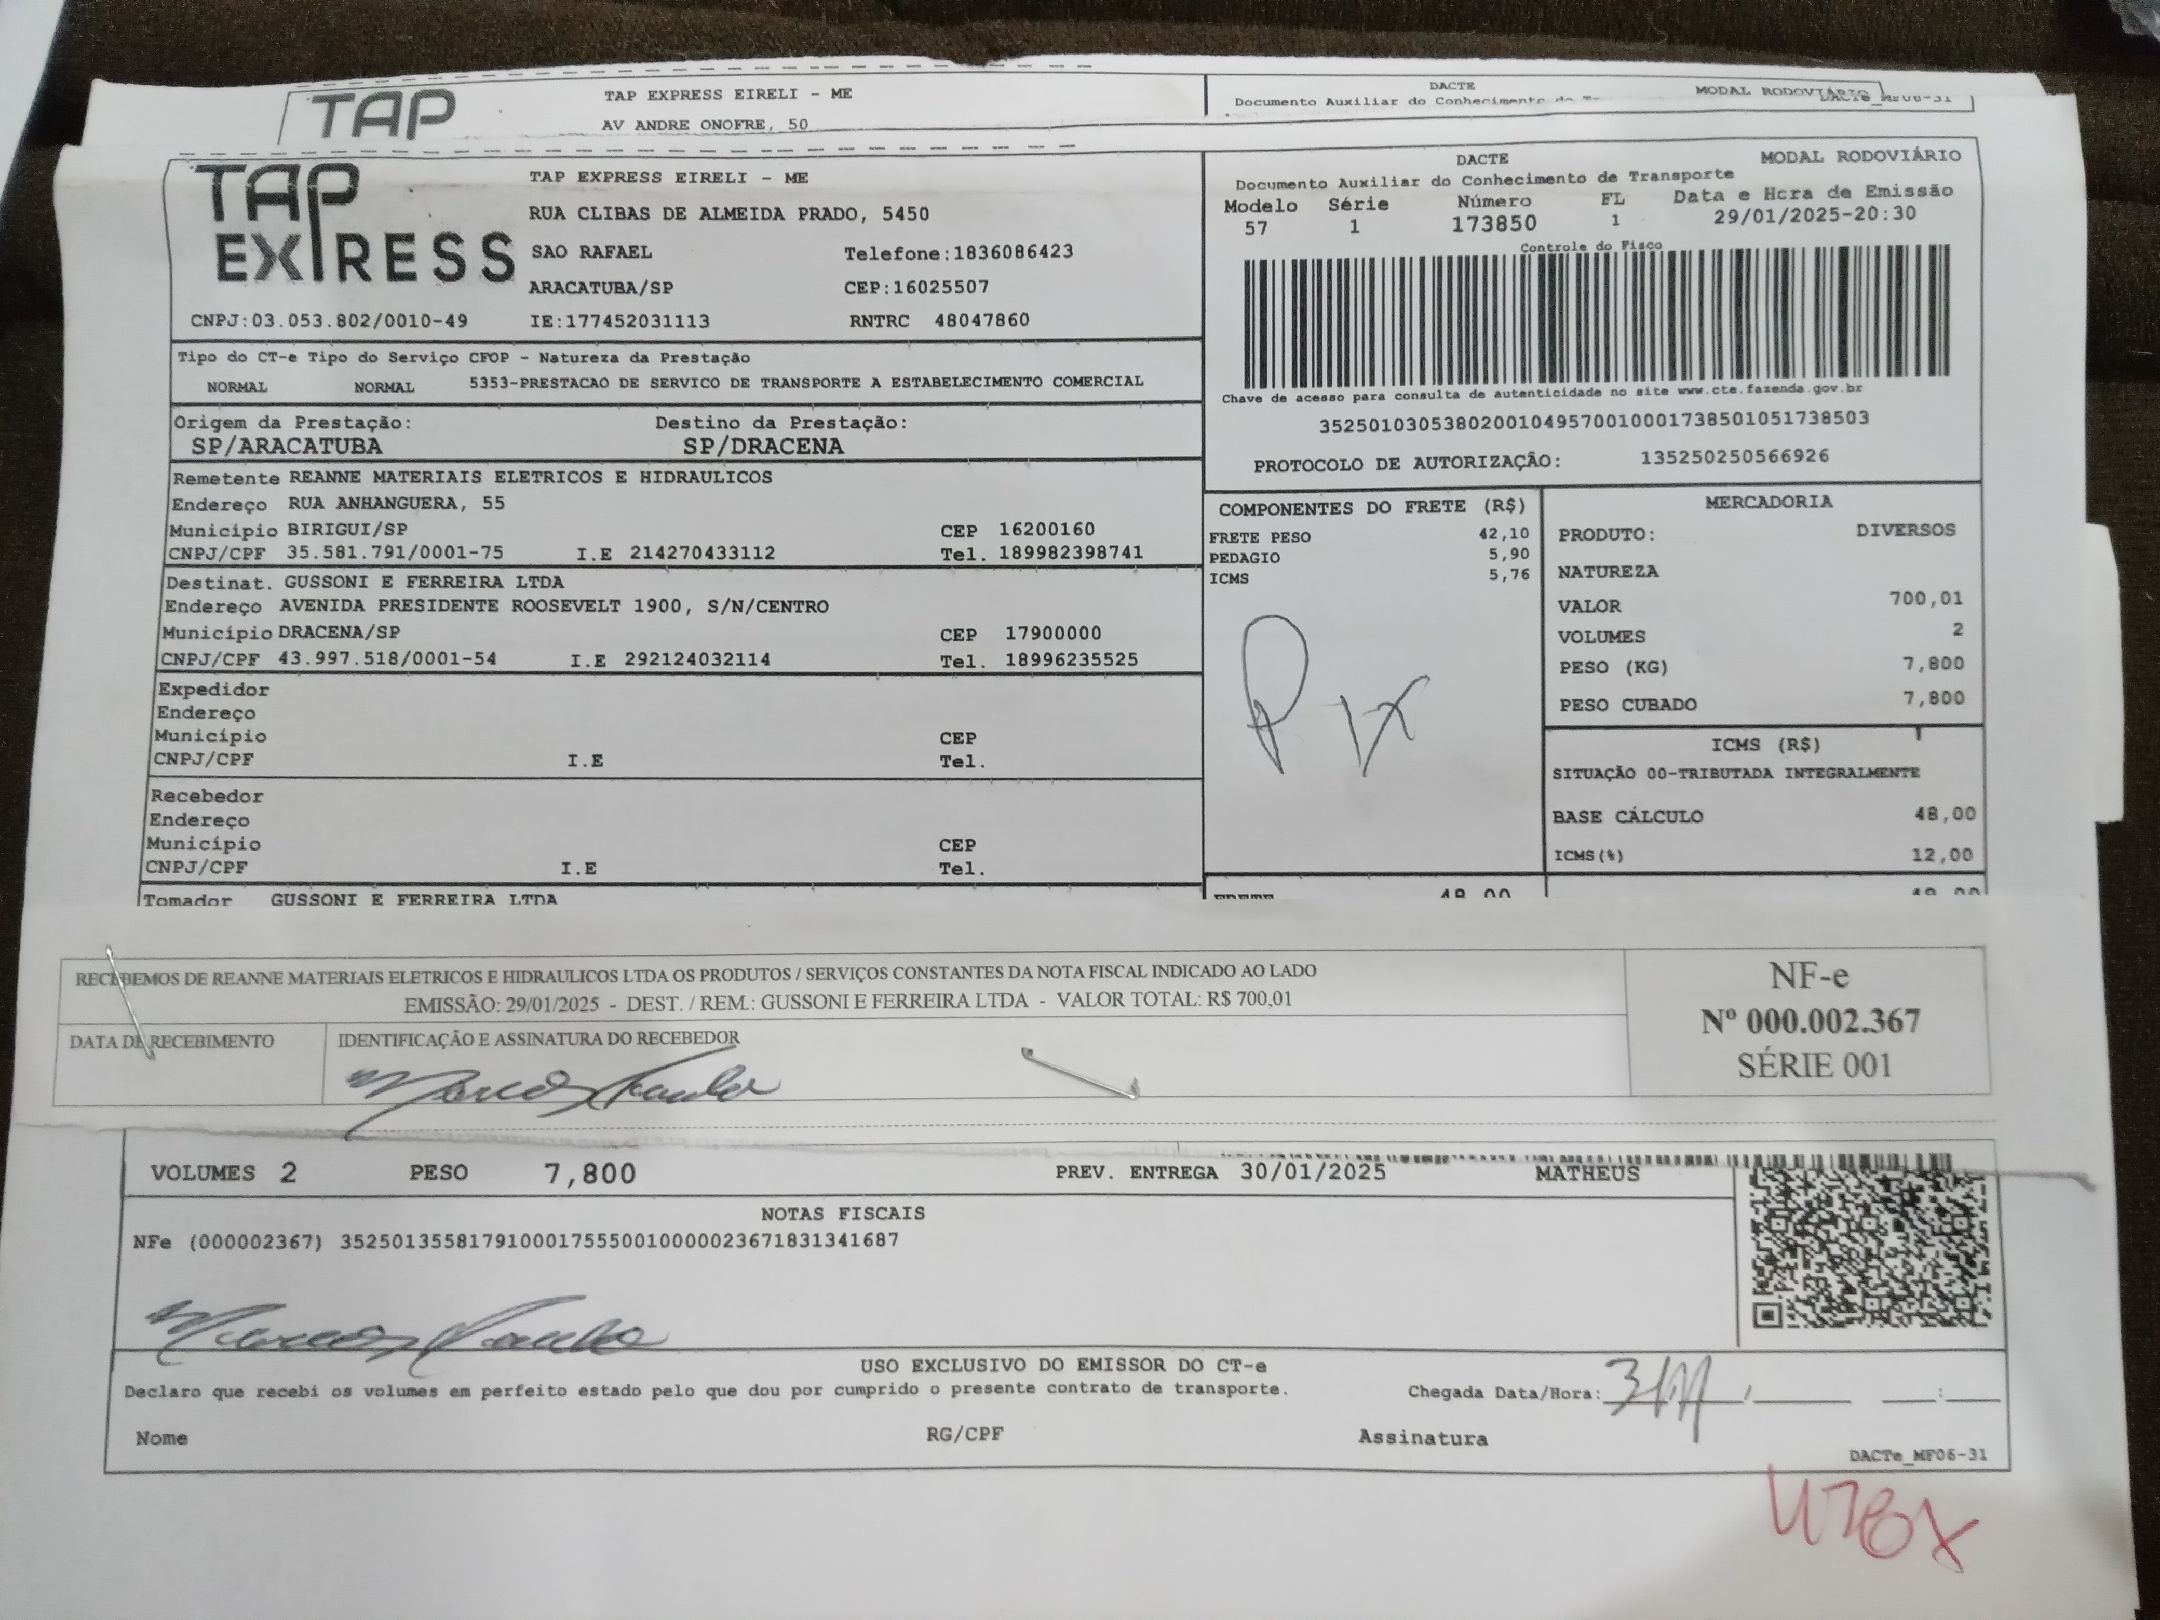 TAP
TAP EXPRESS EIRELI - ME
AV ANDRE ONOFRE, 50
DACTE
Documento Auxiliar do Conhecimento de
MODAL RODOVIÁRIO
DACTe_MF06-31
TAP EXPRESS
TAP EXPRESS EIRELI - ME
RUA CLIBAS DE ALMEIDA PRADO, 5450
SAO RAFAEL Telefone:1836086423
ARACATUBA/SP CEP:16025507
CNPJ:03.053.802/0010-49 IE:177452031113 RNTRC 48047860
DACTE MODAL RODOVIÁRIO
Documento Auxiliar do Conhecimento de Transporte
Modelo Série Número FL Data e Hora de Emissão
57 1 173850 1 29/01/2025-20:30
Controle do Fisco
Chave de acesso para consulta de autenticidade no site www.cte.fazenda.gov.br
35250103053802001049570010001738501051738503
PROTOCOLO DE AUTORIZAÇÃO: 135250250566926
Tipo do CT-e Tipo do Serviço CFOP - Natureza da Prestação
NORMAL NORMAL 5353-PRESTACAO DE SERVICO DE TRANSPORTE A ESTABELECIMENTO COMERCIAL
Origem da Prestação: Destino da Prestação:
SP/ARACATUBA SP/DRACENA
Remetente REANNE MATERIAIS ELETRICOS E HIDRAULICOS
Endereço RUA ANHANGUERA, 55
Município BIRIGUI/SP CEP 16200160
CNPJ/CPF 35.581.791/0001-75 I.E 214270433112 Tel. 189982398741
Destinat. GUSSONI E FERREIRA LTDA
Endereço AVENIDA PRESIDENTE ROOSEVELT 1900, S/N/CENTRO
Município DRACENA/SP CEP 17900000
CNPJ/CPF 43.997.518/0001-54 I.E 292124032114 Tel. 18996235525
Expedidor
Endereço
Município CEP
CNPJ/CPF I.E Tel.
Recebedor
Endereço
Município CEP
CNPJ/CPF I.E Tel.
Tomador GUSSONI E FERREIRA LTDA
COMPONENTES DO FRETE (R$)
FRETE PESO 42,10
PEDAGIO 5,90
ICMS 5,76
Pix
FRETE 48,00
MERCADORIA
PRODUTO: DIVERSOS
NATUREZA
VALOR 700,01
VOLUMES 2
PESO (KG) 7,800
PESO CUBADO 7,800
ICMS (R$)
SITUAÇÃO 00-TRIBUTADA INTEGRALMENTE
BASE CÁLCULO 48,00
ICMS(%) 12,00
48,00
RECEBEMOS DE REANNE MATERIAIS ELETRICOS E HIDRAULICOS LTDA OS PRODUTOS / SERVIÇOS CONSTANTES DA NOTA FISCAL INDICADO AO LADO
EMISSÃO: 29/01/2025 - DEST. / REM.: GUSSONI E FERREIRA LTDA - VALOR TOTAL: R$ 700,01
DATA DE RECEBIMENTO IDENTIFICAÇÃO E ASSINATURA DO RECEBEDOR
NF-e
Nº 000.002.367
SÉRIE 001
VOLUMES 2 PESO 7,800 PREV. ENTREGA 30/01/2025 MATHEUS
NOTAS FISCAIS
NFe (000002367) 35250135581791000175550010000023671831341687
USO EXCLUSIVO DO EMISSOR DO CT-e
Declaro que recebi os volumes em perfeito estado pelo que dou por cumprido o presente contrato de transporte. Chegada Data/Hora:
Nome RG/CPF Assinatura
DACTe_MF06-31